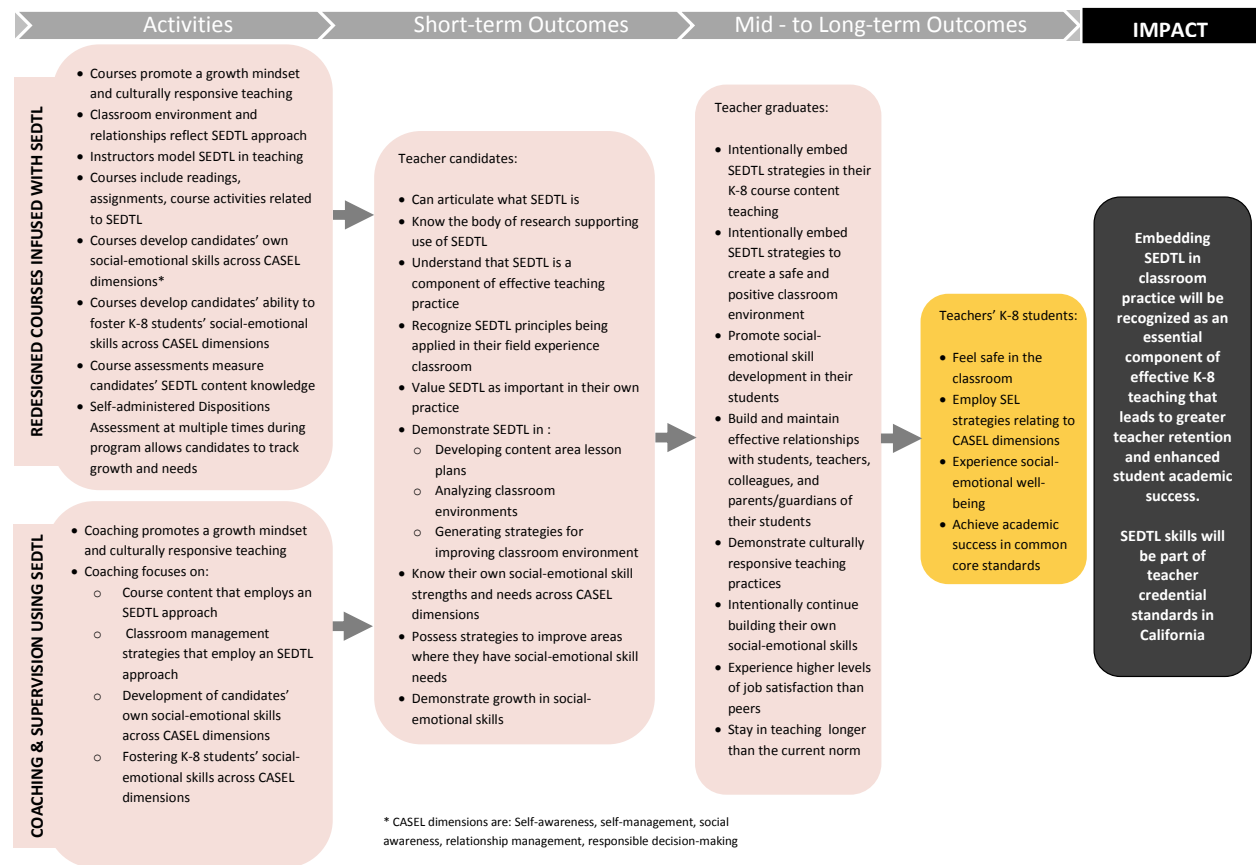 Activities
Short-term Outcomes
Mid - to Long-term Outcomes
IMPACT
REDESIGNED COURSES INFUSED WITH SEDTL
• Courses promote a growth mindset
and culturally responsive teaching
• Classroom environment and
relationships reflect SEDTL approach
• Instructors model SEDTL in teaching
• Courses include readings,
assignments, course activities related
to SEDTL
• Courses develop candidates’ own
social-emotional skills across CASEL
dimensions*
• Courses develop candidates’ ability to
foster K-8 students’ social-emotional
skills across CASEL dimensions
• Course assessments measure
candidates’ SEDTL content knowledge
• Self-administered Dispositions
Assessment at multiple times during
program allows candidates to track
growth and needs
COACHING & SUPERVISION USING SEDTL
• Coaching promotes a growth mindset
and culturally responsive teaching
• Coaching focuses on:
o Course content that employs an
SEDTL approach
o Classroom management
strategies that employ an SEDTL
approach
o Development of candidates’
own social-emotional skills
across CASEL dimensions
o Fostering K-8 students’ social-
emotional skills across CASEL
dimensions
Teacher candidates:
• Can articulate what SEDTL is
• Know the body of research supporting
use of SEDTL
• Understand that SEDTL is a
component of effective teaching
practice
• Recognize SEDTL principles being
applied in their field experience
classroom
• Value SEDTL as important in their own
practice
• Demonstrate SEDTL in :
o Developing content area lesson
plans
o Analyzing classroom
environments
o Generating strategies for
improving classroom environment
• Know their own social-emotional skill
strengths and needs across CASEL
dimensions
• Possess strategies to improve areas
where they have social-emotional skill
needs
• Demonstrate growth in social-
emotional skills
Teacher graduates:
• Intentionally embed
SEDTL strategies in their
K-8 course content
teaching
• Intentionally embed
SEDTL strategies to
create a safe and
positive classroom
environment
• Promote social-
emotional skill
development in their
students
• Build and maintain
effective relationships
with students, teachers,
colleagues, and
parents/guardians of
their students
• Demonstrate culturally
responsive teaching
practices
• Intentionally continue
building their own
social-emotional skills
• Experience higher levels
of job satisfaction than
peers
• Stay in teaching longer
than the current norm
Teachers’ K-8 students:
• Feel safe in the
classroom
• Employ SEL
strategies relating to
CASEL dimensions
• Experience social-
emotional well-
being
• Achieve academic
success in common
core standards
Embedding
SEDTL in
classroom
practice will be
recognized as an
essential
component of
effective K-8
teaching that
leads to greater
teacher retention
and enhanced
student academic
success.
SEDTL skills will
be part of
teacher
credential
standards in
California
* CASEL dimensions are: Self-awareness, self-management, social
awareness, relationship management, responsible decision-making